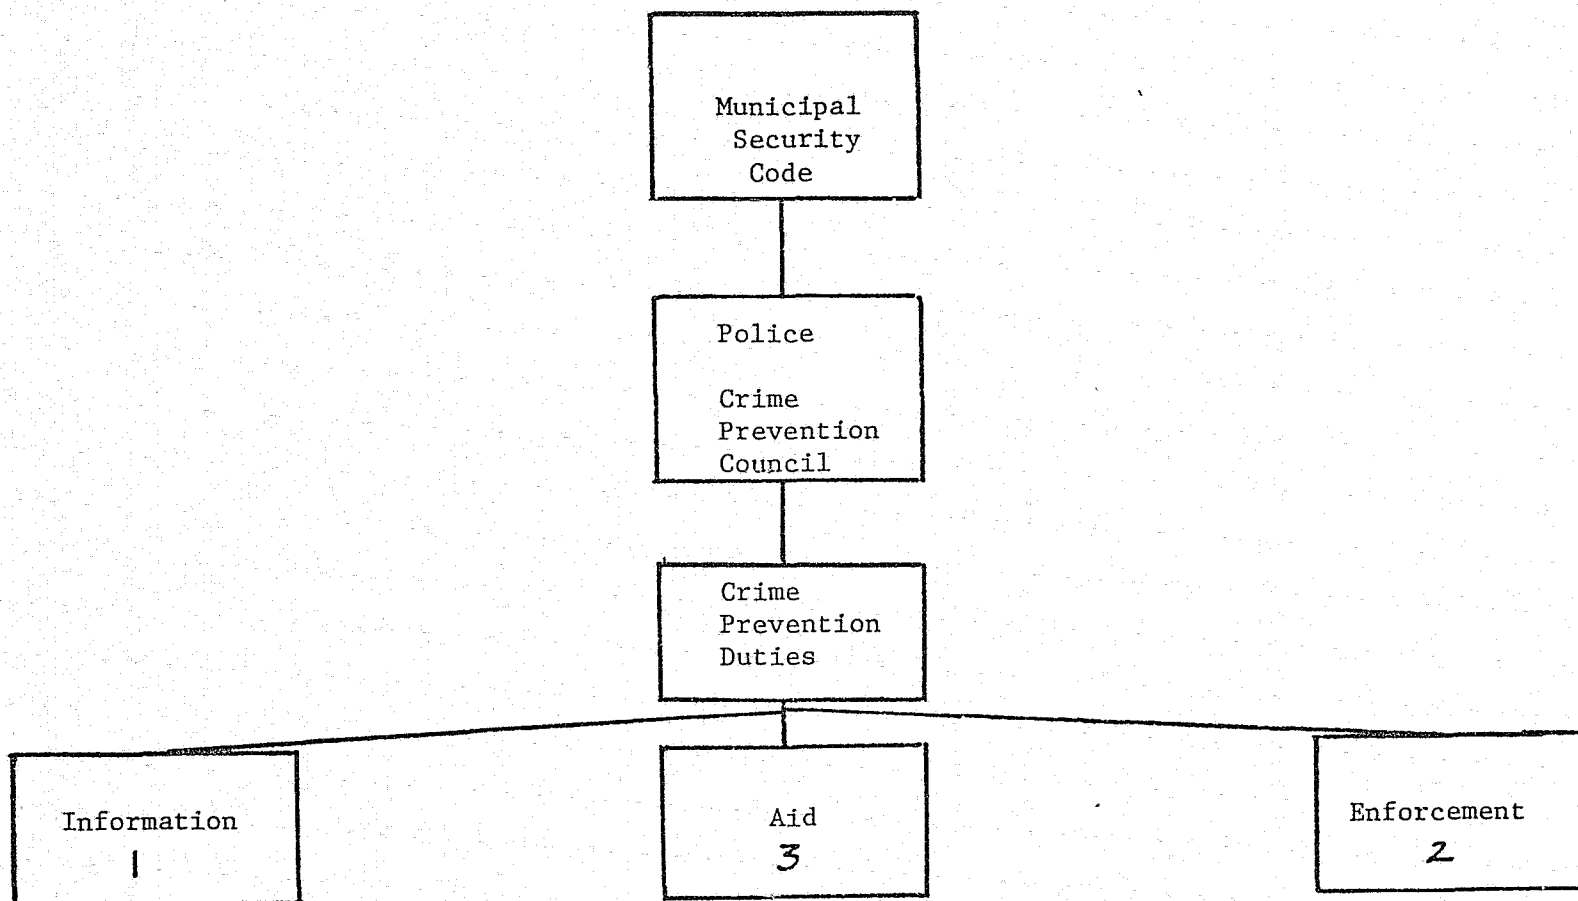 Municipal
Security
Code
Police
Crime
Prevention
Council
Crime
Prevention
Duties
Information
1
Aid
3
Enforcement
2